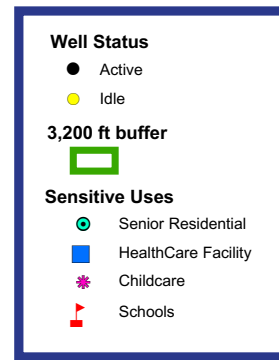 Well Status
Active
Idle
3,200 ft buffer
Sensitive Uses
Senior Residential
HealthCare Facility
Childcare
Schools